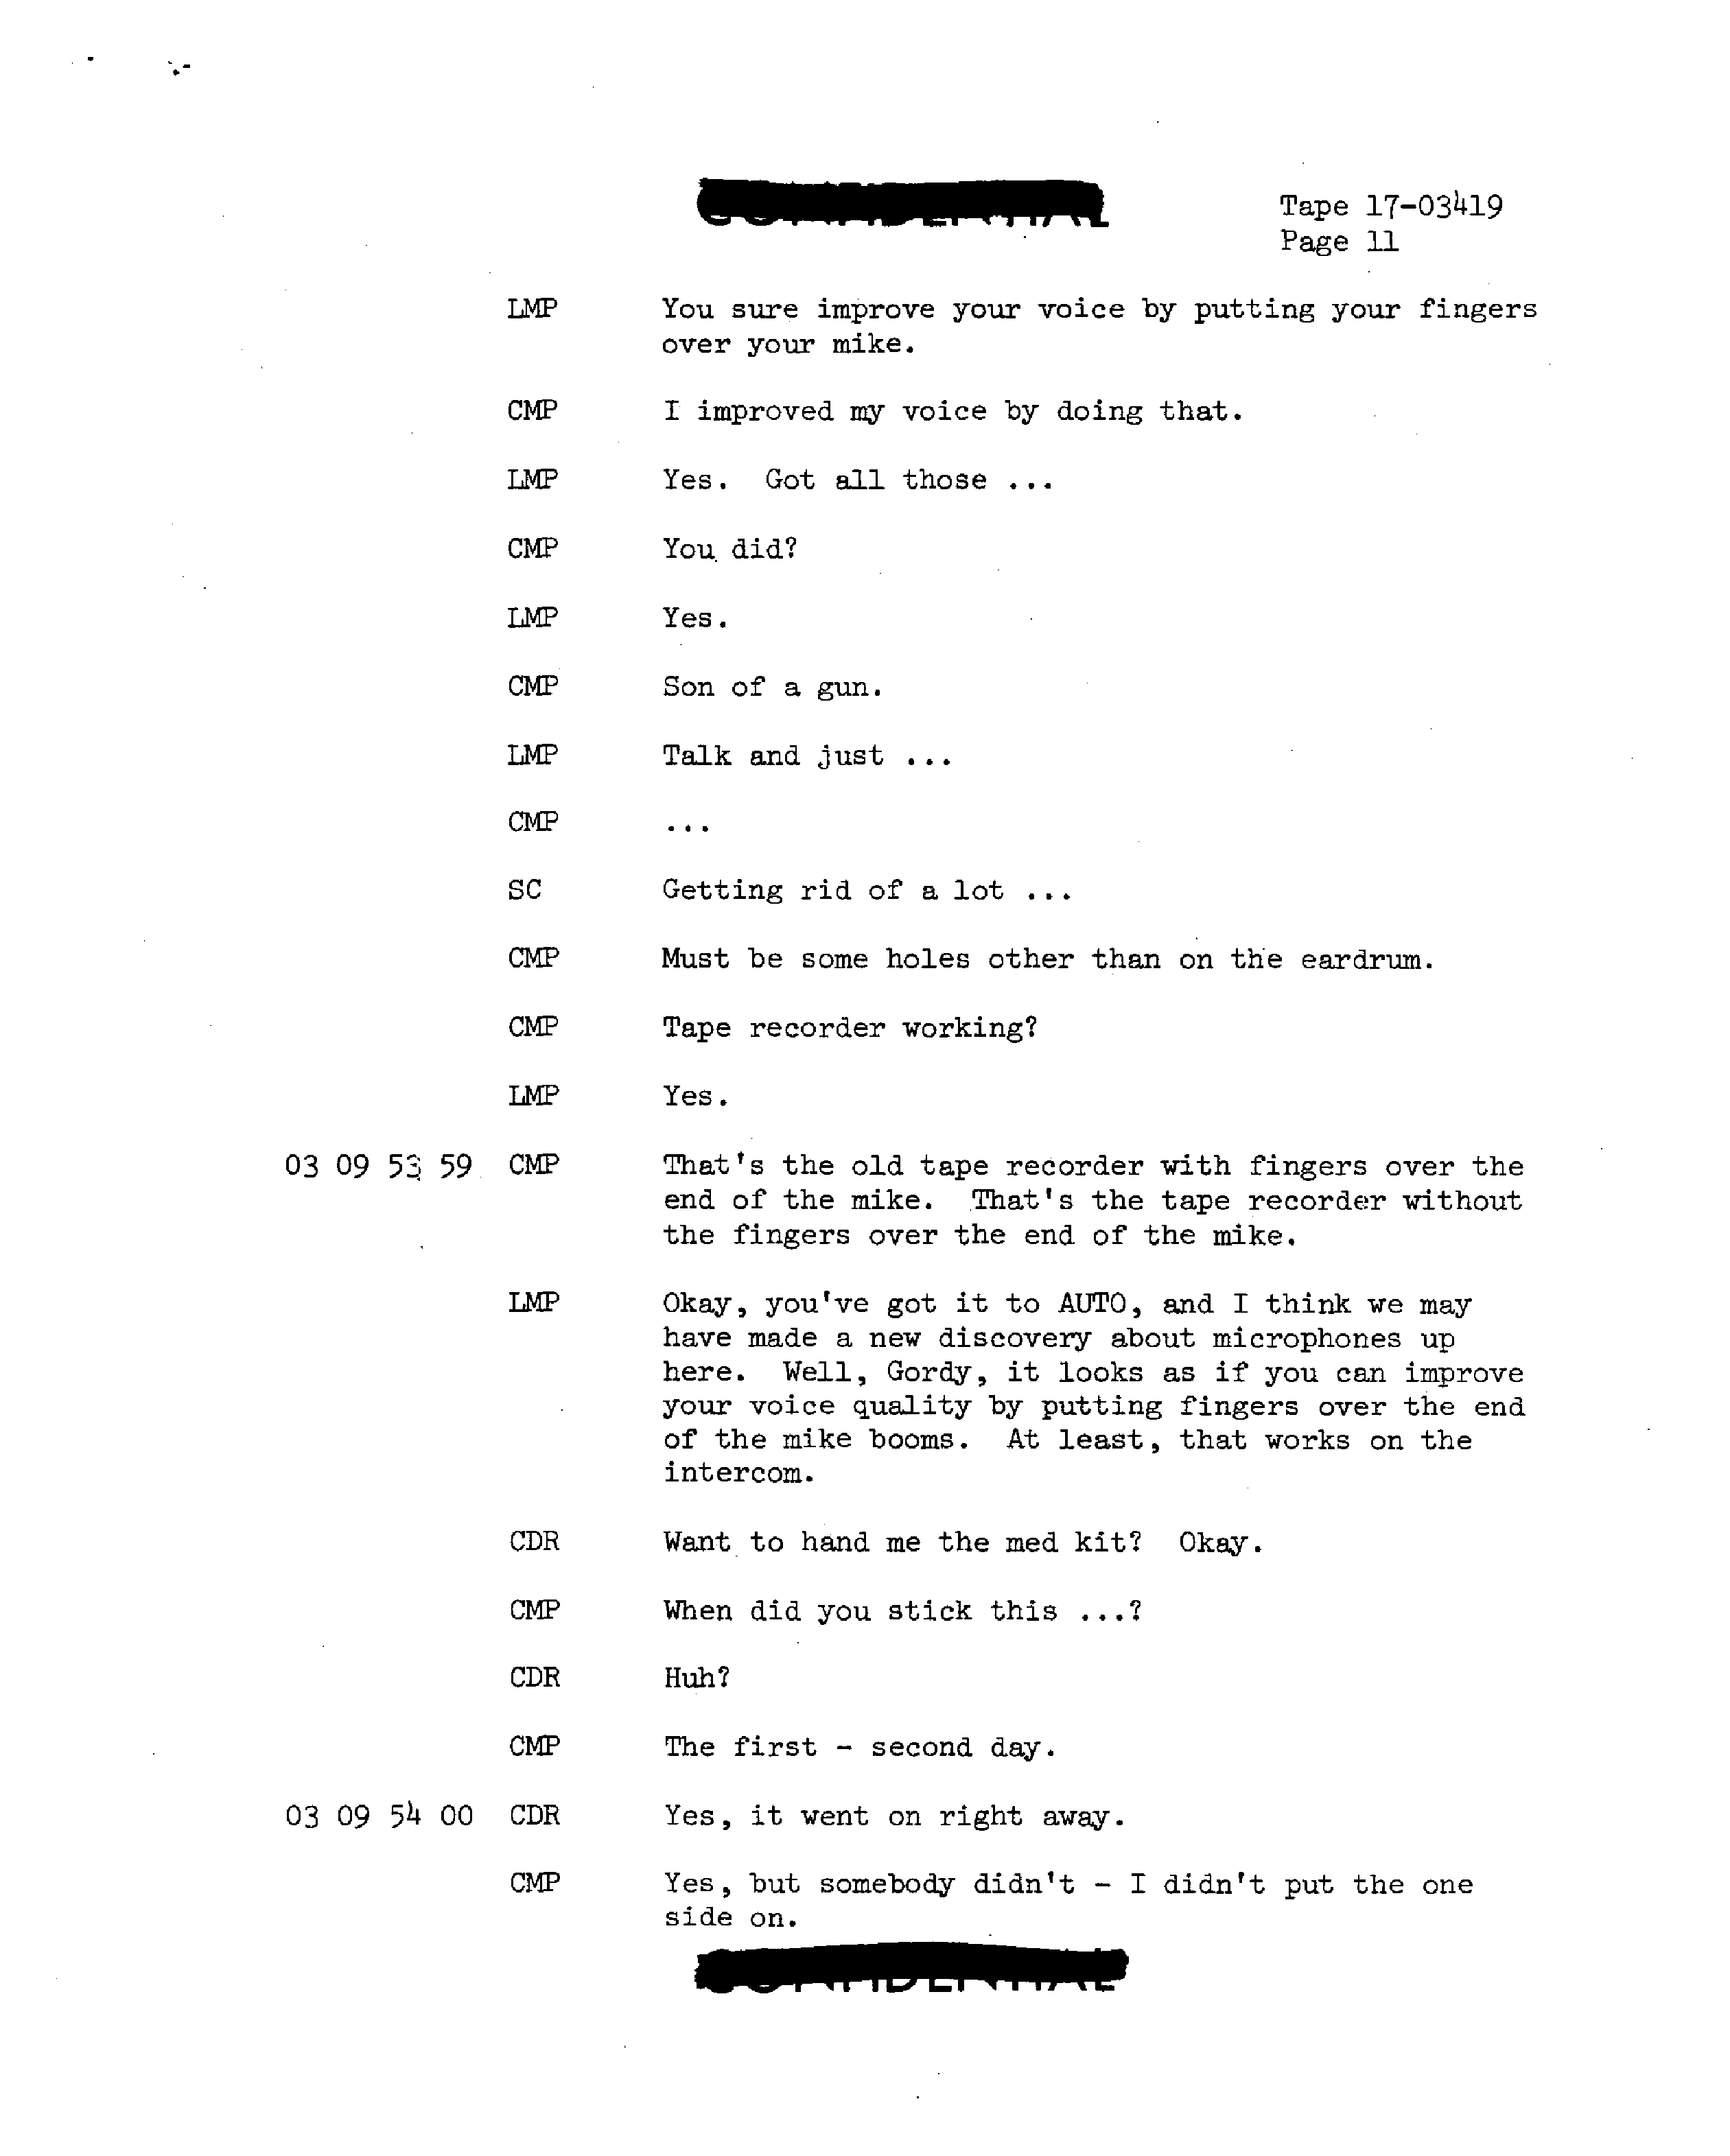 Tape 17-03419
Page 11
LMP You sure improve your voice by putting your fingers
over your mike.
CMP I improved my voice by doing that.
LMP Yes. Got all those ...
CMP You did?
LMP Yes.
CMP Son of a gun.
LMP Talk and just ...
CMP ...
SC Getting rid of a lot ...
CMP Must be some holes other than on the eardrum.
CMP Tape recorder working?
LMP Yes.
03 09 53 59 CMP That's the old tape recorder with fingers over the
end of the mike. That's the tape recorder without
the fingers over the end of the mike.
LMP Okay, you've got it to AUTO, and I think we may
have made a new discovery about microphones up
here. Well, Gordy, it looks as if you can improve
your voice quality by putting fingers over the end
of the mike booms. At least, that works on the
intercom.
CDR Want to hand me the med kit? Okay.
CMP When did you stick this ...?
CDR Huh?
CMP The first - second day.
03 09 54 00 CDR Yes, it went on right away.
CMP Yes, but somebody didn't - I didn't put the one
side on.